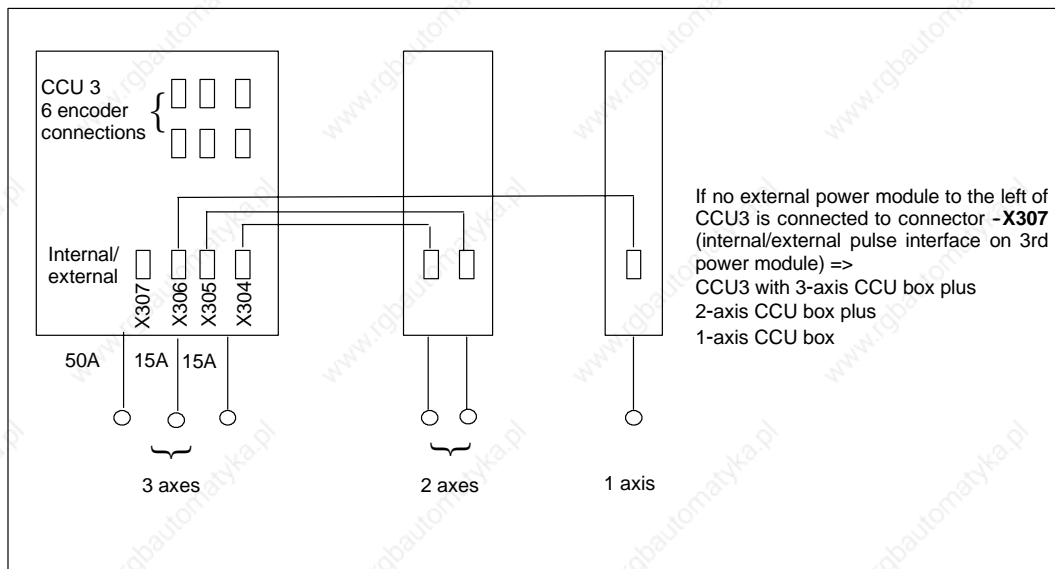 CCU 3
6 encoder
connections
Internal/
external
X307
X306
X305
X304
50A
15A
15A
3 axes
2 axes
1 axis
If no external power module to the left of
CCU3 is connected to connector -X307
(internal/external pulse interface on 3rd
power module) =>
CCU3 with 3-axis CCU box plus
2-axis CCU box plus
1-axis CCU box
www.rgbautomatyka.pl